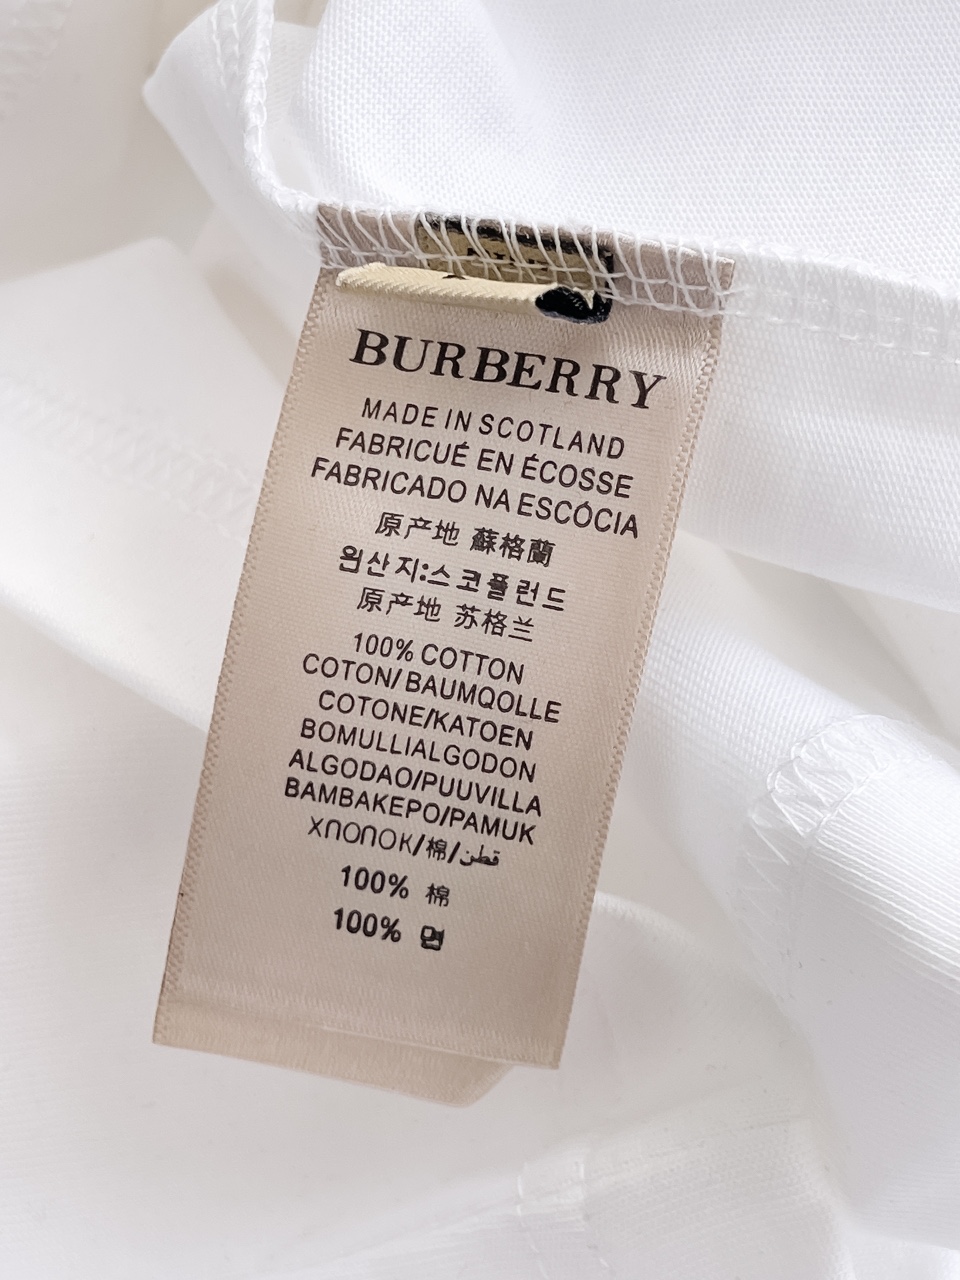 BURBERRY
MADE IN SCOTLAND
FABRICUÉ EN ÉCOSSE
FABRICADO NA ESCÓCIA
原产地 蘇格蘭
원산지:스코플런드
原产地 苏格兰
100% COTTON
COTON/BAUMQOLLE
COTONE/KATOEN
BOMULLIALGODON
ALGODAO/PUUVILLA
BAMBAKEPO/PAMUK
XΠOΠOK/棉/قطن
100% 棉
100% 면